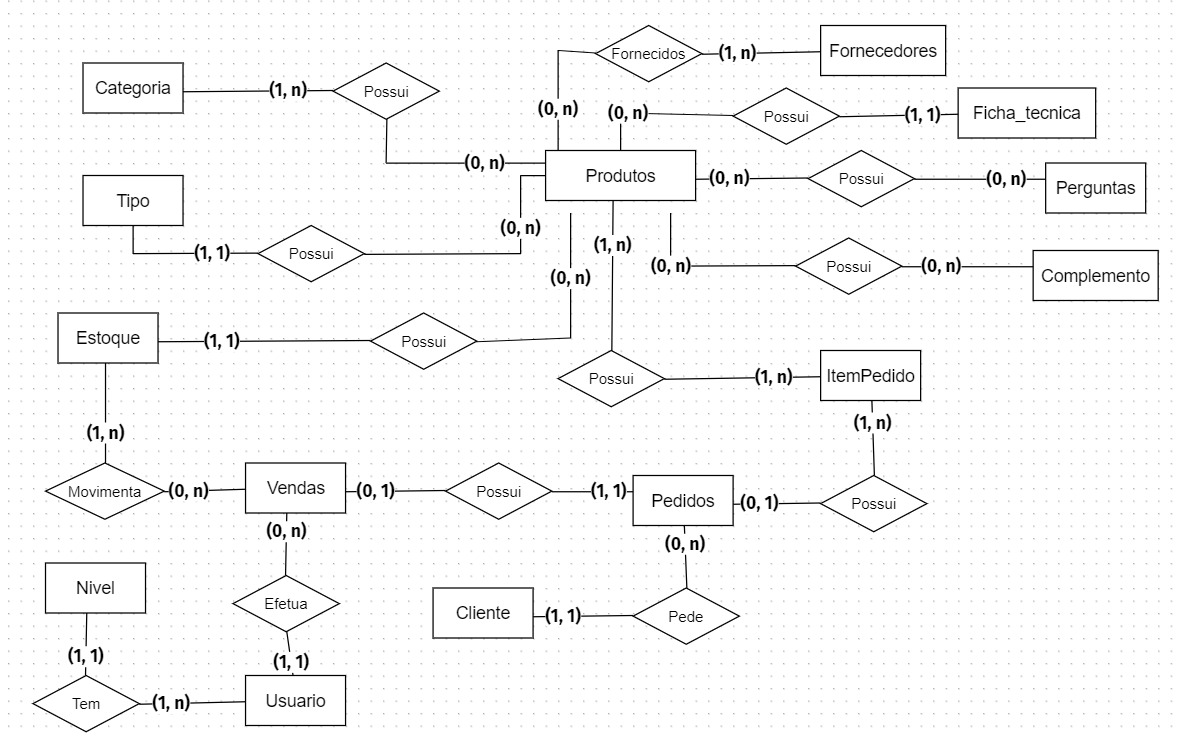 Fornecidos
(1, n)
Fornecedores
Categoria
(1, n)
Possui
(0, n)
(0, n)
Possui
(1, 1)
Ficha_tecnica
(0, n)
Produtos
(0, n)
Possui
(0, n)
Perguntas
Tipo
(0, n)
(1, 1)
Possui
(1, n)
(0, n)
(0, n)
Possui
(0, n)
Complemento
Estoque
(1, 1)
Possui
Possui
(1, n)
ItemPedido
(1, n)
(1, n)
Movimenta
(0, n)
Vendas
(0, 1)
Possui
(1, 1)
Pedidos
(0, 1)
Possui
(0, n)
(0, n)
Nivel
Efetua
Cliente
(1, 1)
Pede
(1, 1)
(1, 1)
Tem
(1, n)
Usuario